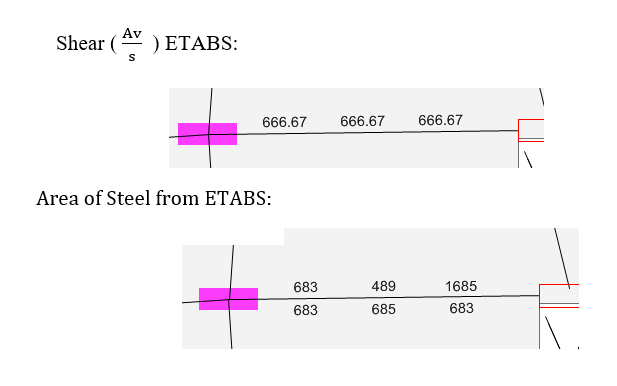 Shear ( Av/s ) ETABS:
666.67 666.67 666.67
Area of Steel from ETABS:
683 489 1685
683 685 683